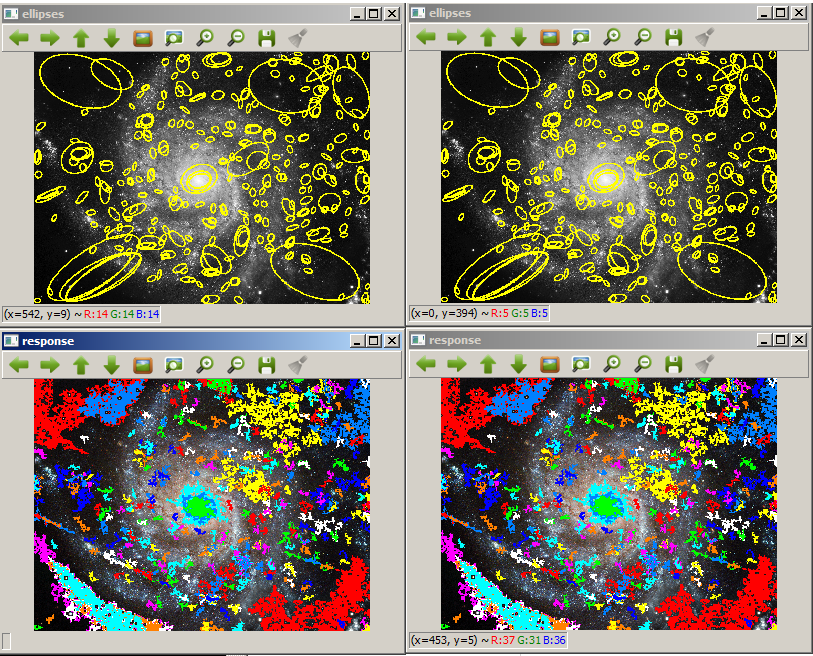 ellipses
ellipses
(x=542, y=9) ~ R:14 G:14 B:14
(x=0, y=394) ~ R:5 G:5 B:5
response
response
(x=453, y=5) ~ R:37 G:31 B:36